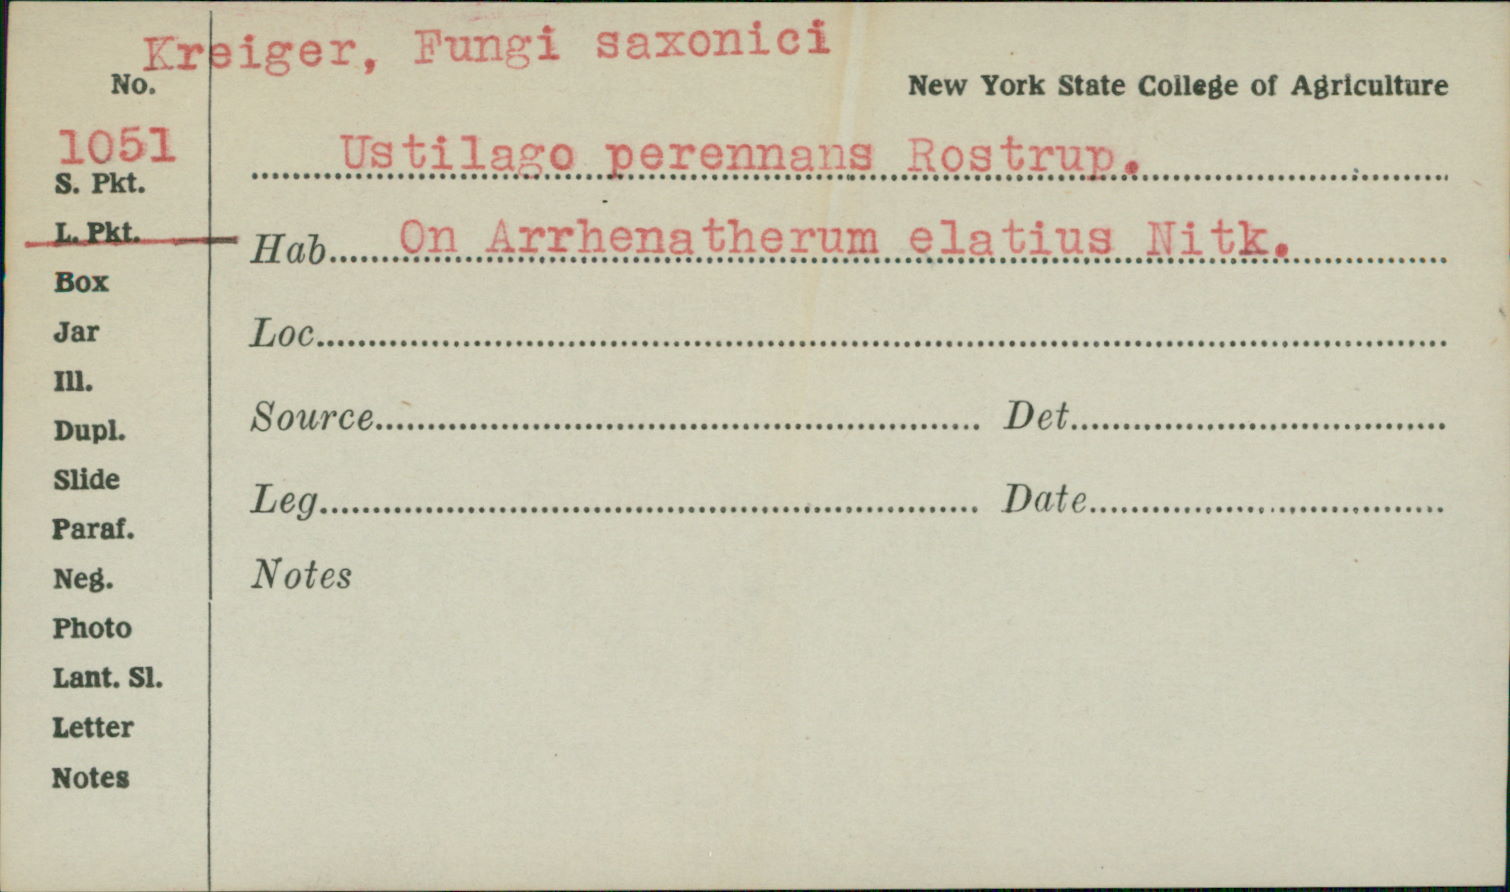 Kreiger, Fungi saxonici
No.
New York State College of Agriculture
1051
Ustilago perennans Rostrup.
S. Pkt.
L. Pkt.
Hab. On Arrhenatherum elatius Nitk.
Box
Jar
Loc.
Ill.
Source
Det.
Dupl.
Slide
Leg.
Date
Paraf.
Neg.
Notes
Photo
Lant. Sl.
Letter
Notes